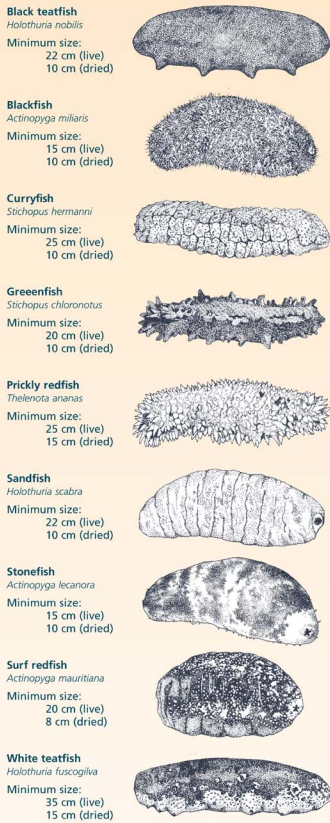 Black teatfish
Holothuria nobilis
Minimum size:
22 cm (live)
10 cm (dried)
Blackfish
Actinopyga miliaris
Minimum size:
15 cm (live)
10 cm (dried)
Curryfish
Stichopus hermanni
Minimum size:
25 cm (live)
10 cm (dried)
Greeenfish
Stichopus chloronotus
Minimum size:
20 cm (live)
10 cm (dried)
Prickly redfish
Thelenota ananas
Minimum size:
25 cm (live)
15 cm (dried)
Sandfish
Holothuria scabra
Minimum size:
22 cm (live)
10 cm (dried)
Stonefish
Actinopyga lecanora
Minimum size:
15 cm (live)
10 cm (dried)
Surf redfish
Actinopyga mauritiana
Minimum size:
20 cm (live)
8 cm (dried)
White teatfish
Holothuria fuscogilva
Minimum size:
35 cm (live)
15 cm (dried)